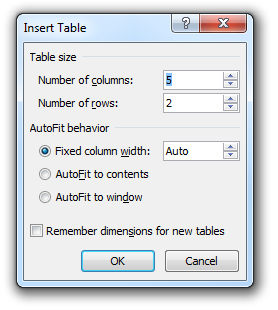 Insert Table
Table size
Number of columns: 5
Number of rows: 2
AutoFit behavior
Fixed column width: Auto
AutoFit to contents
AutoFit to window
Remember dimensions for new tables
OK Cancel